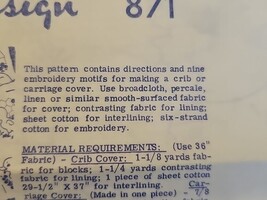 sign 871
This pattern contains directions and nine
embroidery motifs for making a crib or
carriage cover. Use broadcloth, percale,
linen or similar smooth-surfaced fabric
for cover; contrasting fabric for lining;
sheet cotton for interlining; six-strand
cotton for embroidery.
MATERIAL REQUIREMENTS: (Use 36"
Fabric) - Crib Cover: 1-1/8 yards fab-
ric for blocks; 1-1/4 yards contrasting
fabric for lining; 1 piece of sheet cotton
29-1/2" X 37" for interlining. Car-
riage Cover: (Made in one piece) - 7/8